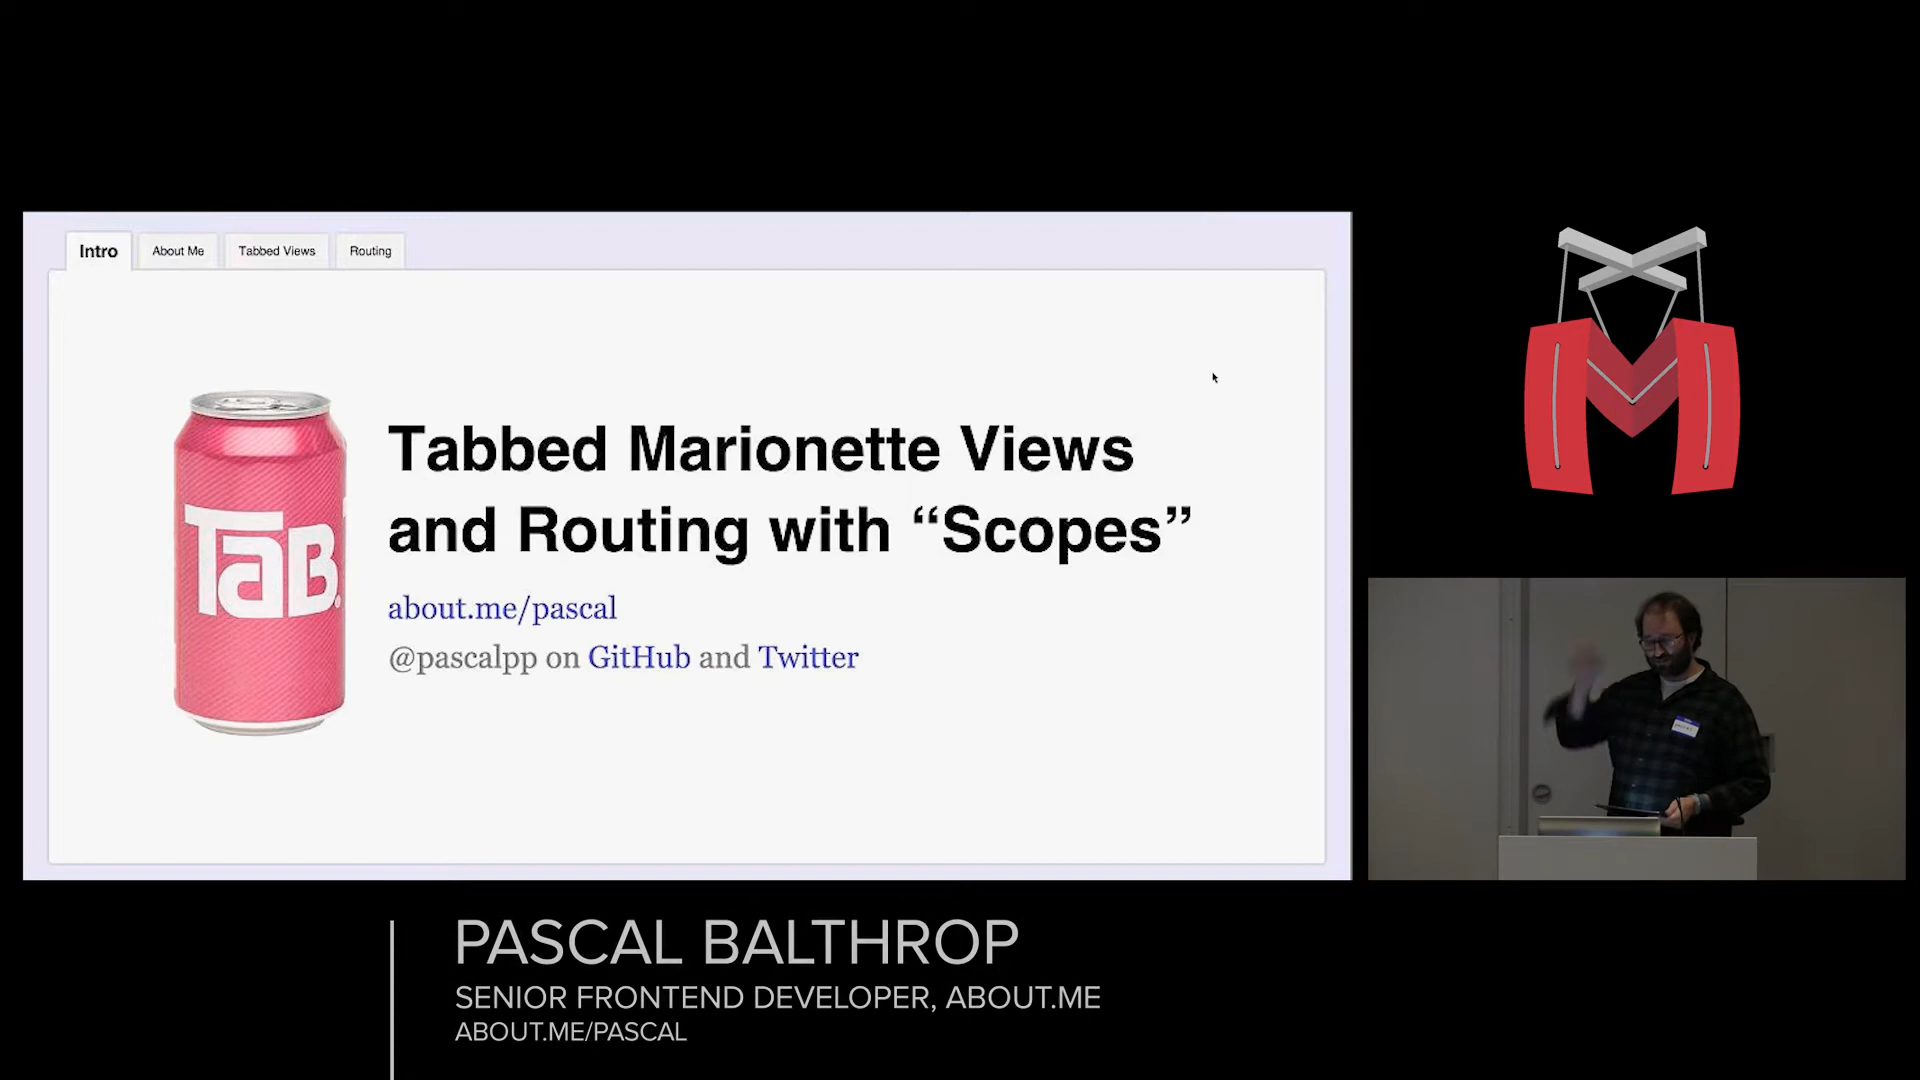 Intro
About Me
Tabbed Views
Routing
TaB.
Tabbed Marionette Views
and Routing with “Scopes”
about.me/pascal
@pascalpp on GitHub and Twitter
PASCAL BALTHROP
SENIOR FRONTEND DEVELOPER, ABOUT.ME
ABOUT.ME/PASCAL